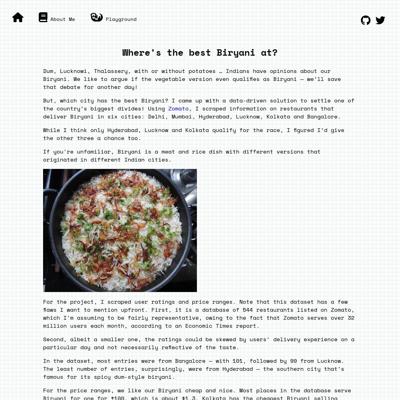 About Me
Playground
Where's the best Biryani at?
Dum, Lucknowi, Thalassery, with or without potatoes … Indians have opinions about our
Biryani. We like to argue if the vegetable version even qualifies as Biryani — we'll save
that debate for another day!
But, which city has the best Biryani? I came up with a data-driven solution to settle one of
the country's biggest divides! Using Zomato, I scraped information on restaurants that
deliver Biryani in six cities: Delhi, Mumbai, Hyderabad, Lucknow, Kolkata and Bangalore.
While I think only Hyderabad, Lucknow and Kolkata qualify for the race, I figured I'd give
the other three a chance too.
If you're unfamiliar, Biryani is a meat and rice dish with different versions that
originated in different Indian cities.
For the project, I scraped user ratings and price ranges. Note that this dataset has a few
flaws I want to mention upfront. First, it is a database of 544 restaurants listed on Zomato,
which I'm assuming to be fairly representative, owing to the fact that Zomato serves over 32
million users each month, according to an Economic Times report.
Second, albeit a smaller one, the ratings could be skewed by users' delivery experience on a
particular day and not necessarily reflective of the taste.
In the dataset, most entries were from Bangalore — with 101, followed by 99 from Lucknow.
The least number of entries, surprisingly, were from Hyderabad — the southern city that's
famous for its spicy dum-style biryani.
For the price ranges, we like our Biryani cheap and nice. Most places in the database serve
Biryani for one for ₹100, which is about $1.3. Kolkata has the cheapest Biryani selling